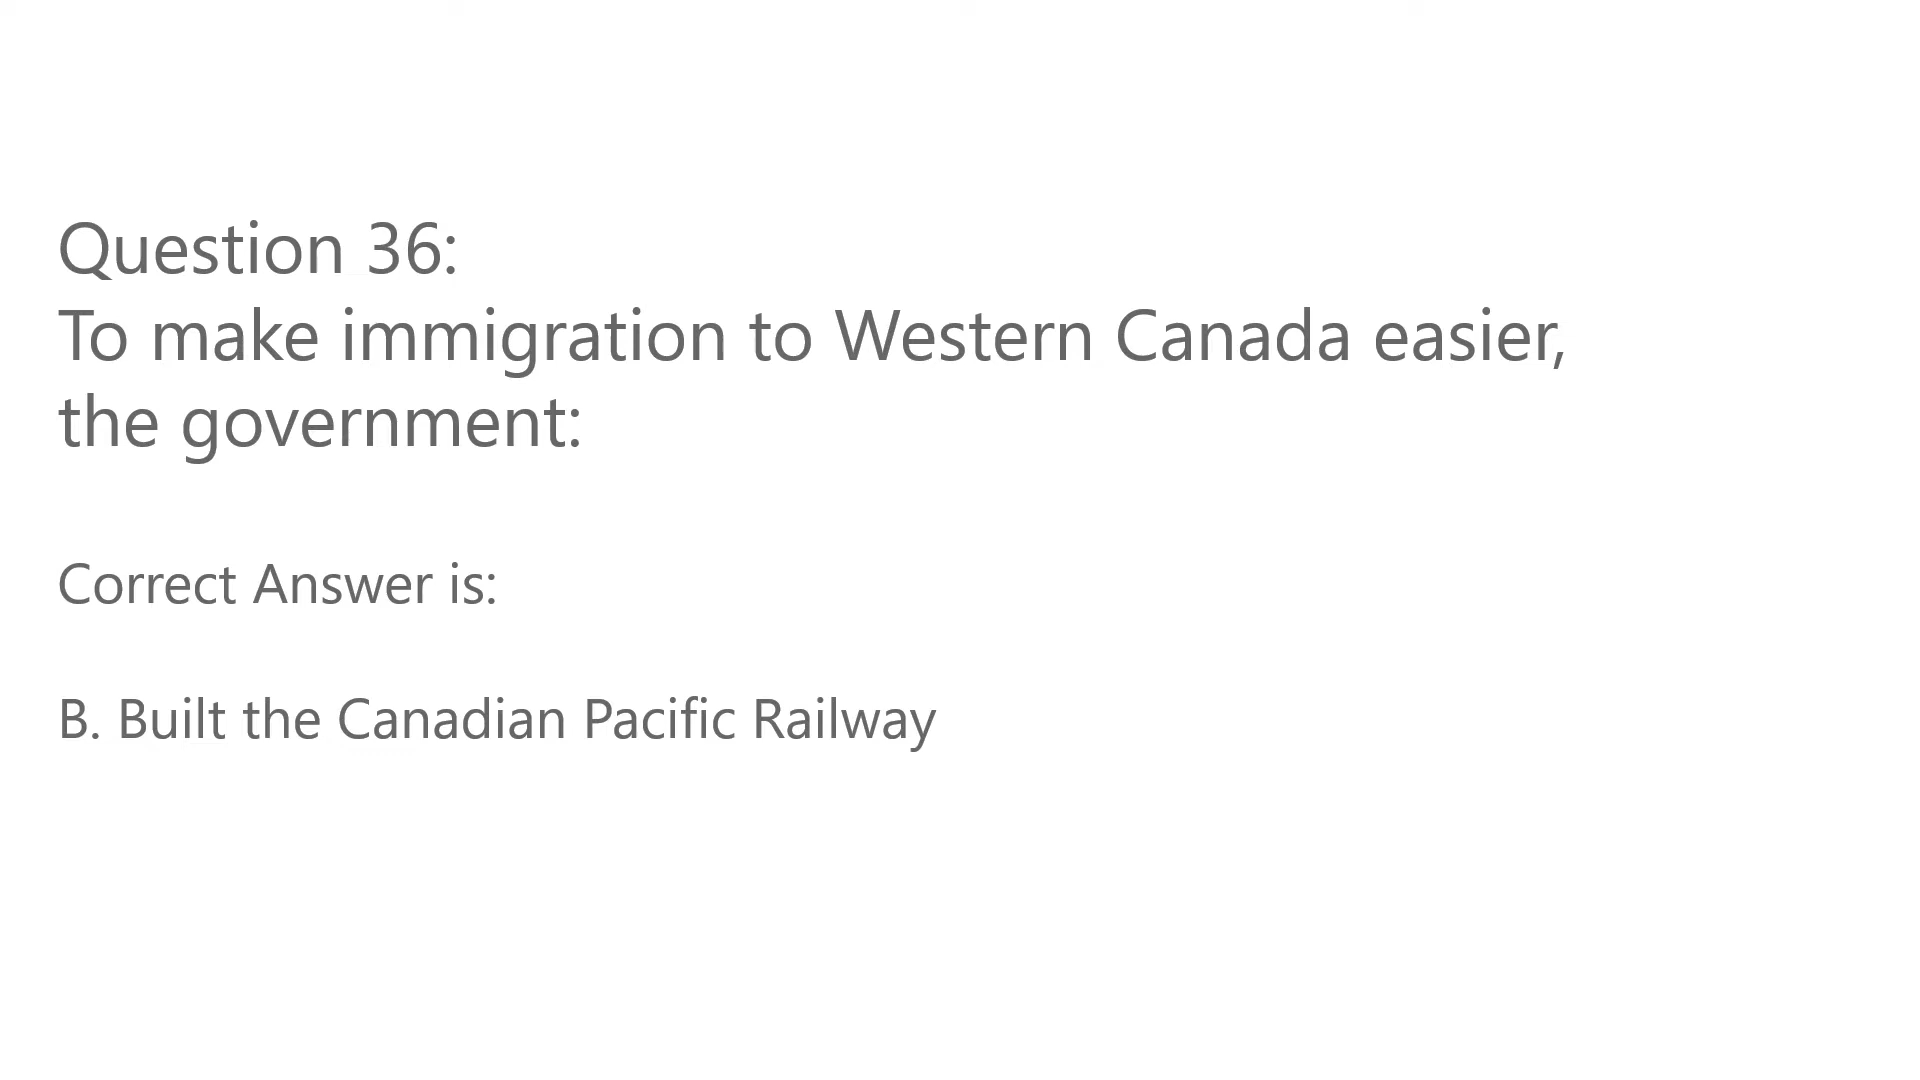 Question 36:
To make immigration to Western Canada easier,
the government:
Correct Answer is:
B. Built the Canadian Pacific Railway